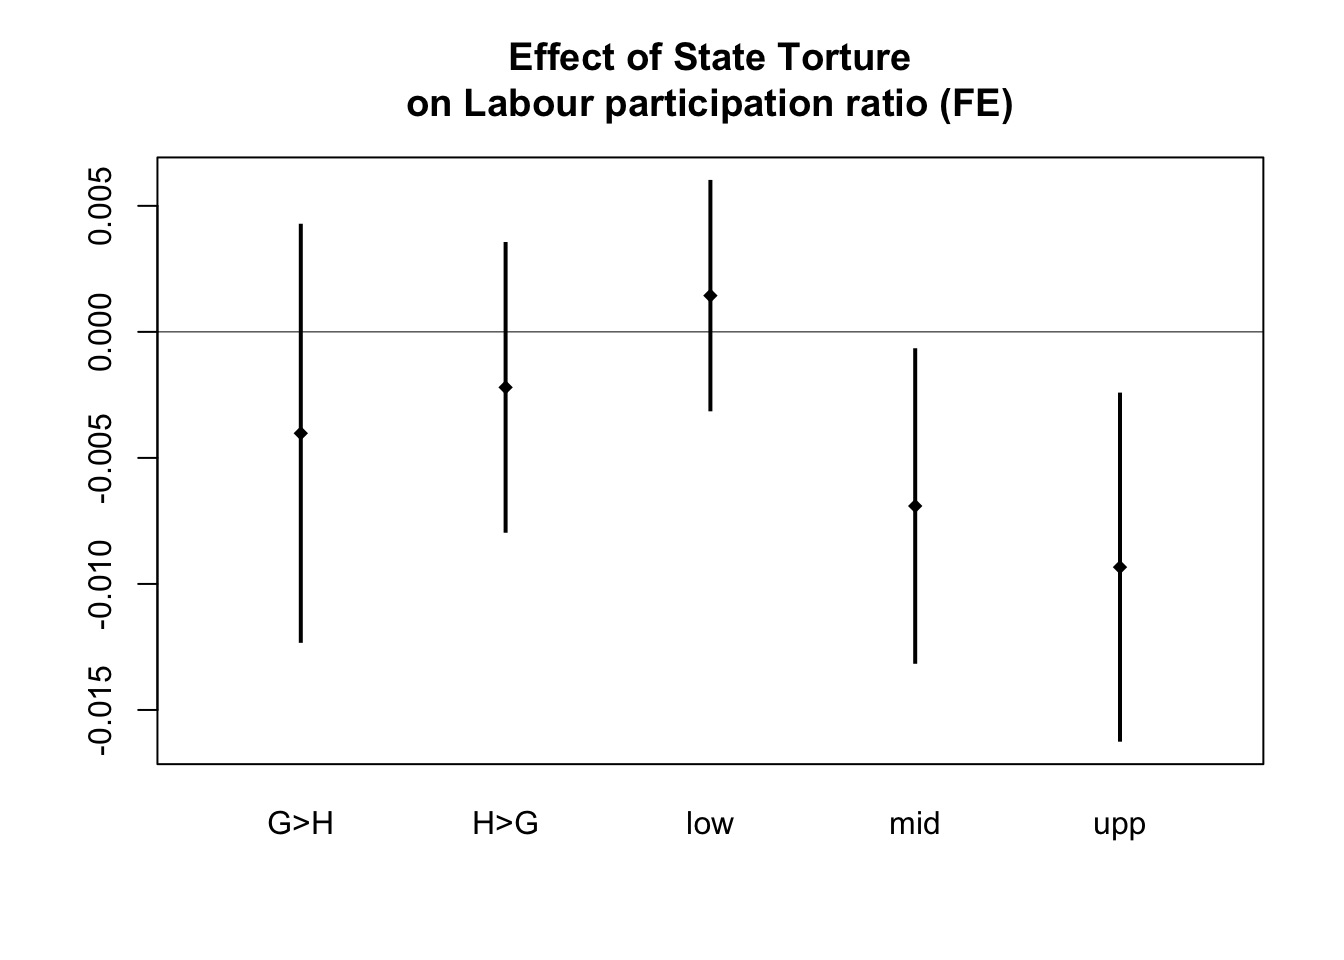 Effect of State Torture
on Labour participation ratio (FE)
0.005
0.000
-0.005
-0.010
-0.015
G>H H>G low mid upp